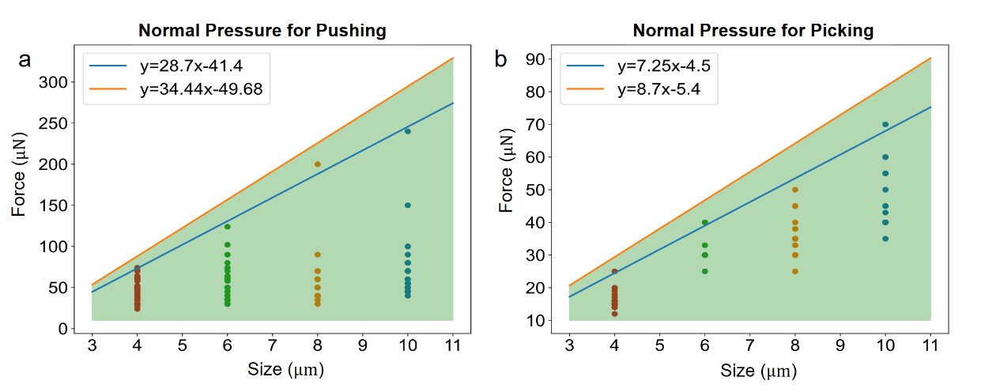 Normal Pressure for Pushing
a
y=28.7x-41.4
y=34.44x-49.68
300
250
200
150
100
50
0
Force (μN)
3 4 5 6 7 8 9 10 11
Size (μm)
Normal Pressure for Picking
b
y=7.25x-4.5
y=8.7x-5.4
90
80
70
60
50
40
30
20
10
Force (μN)
3 4 5 6 7 8 9 10 11
Size (μm)